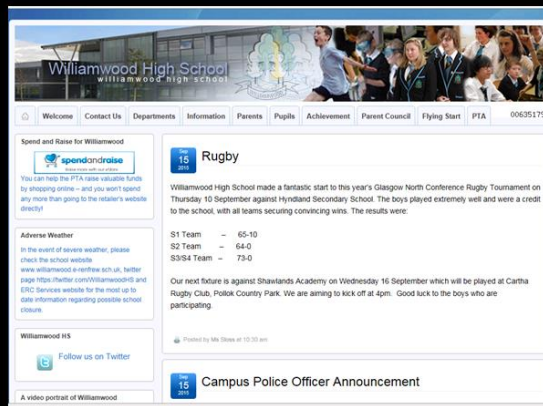 Williamwood High School
williamwood high school
Welcome Contact Us Departments Information Parents Pupils Achievement Parent Council Flying Start PTA 00635179
Spend and Raise for Williamwood
spendandraise
You can help the PTA raise valuable funds
by shopping online – and you won't spend
any more than going to the retailer's website
directly!
Adverse Weather
In the event of severe weather, please
check the school website
www.williamwood.e-renfrew.sch.uk, twitter
page https://twitter.com/WilliamwoodHS and
ERC Services website for the most up to
date information regarding possible school
closure.
Williamwood HS
Follow us on Twitter
A video portrait of Williamwood
Sep
15
2015
Rugby
Williamwood High School made a fantastic start to this year's Glasgow North Conference Rugby Tournament on
Thursday 10 September against Hyndland Secondary School. The boys played extremely well and were a credit
to the school, with all teams securing convincing wins. The results were:
S1 Team – 65-10
S2 Team – 64-0
S3/S4 Team – 73-0
Our next fixture is against Shawlands Academy on Wednesday 16 September which will be played at Cartha
Rugby Club, Pollok Country Park. We are aiming to kick off at 4pm. Good luck to the boys who are
participating.
Posted by Ms at 10:30 am
Sep
15
2015
Campus Police Officer Announcement